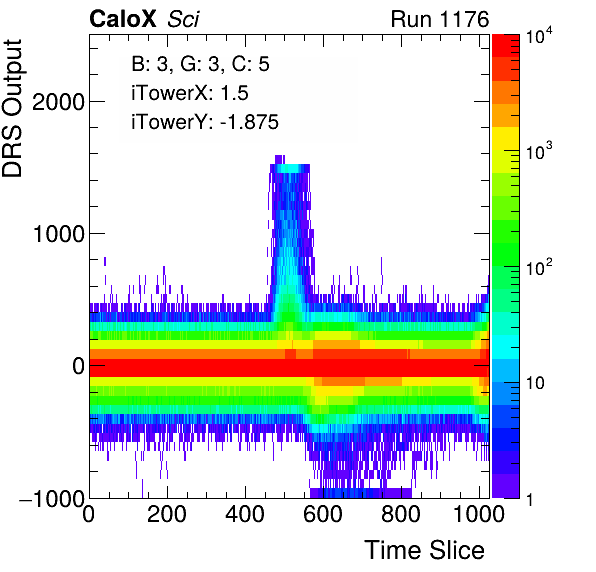 CaloX Sci Run 1176
DRS Output
B: 3, G: 3, C: 5
iTowerX: 1.5
iTowerY: -1.875
2000
1000
0
−1000
0 200 400 600 800 1000
Time Slice
10^4
10^3
10^2
10
1